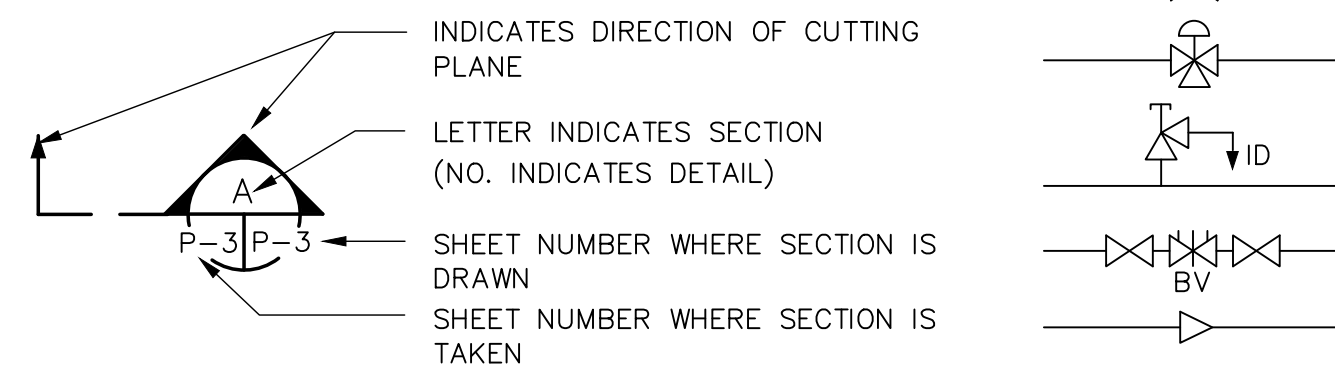 INDICATES DIRECTION OF CUTTING
PLANE
LETTER INDICATES SECTION
(NO. INDICATES DETAIL)
A
P-3 P-3
SHEET NUMBER WHERE SECTION IS
DRAWN
SHEET NUMBER WHERE SECTION IS
TAKEN
ID
BV